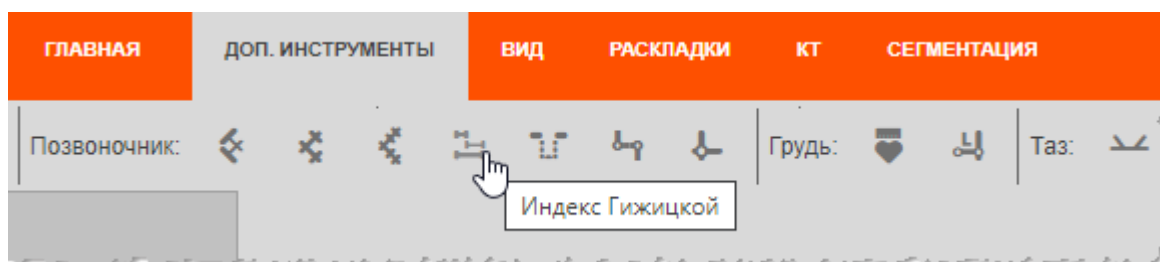 ГЛАВНАЯ ДОП. ИНСТРУМЕНТЫ ВИД РАСКЛАДКИ КТ СЕГМЕНТАЦИЯ
Позвоночник: Грудь: Таз:
Индекс Гижицкой